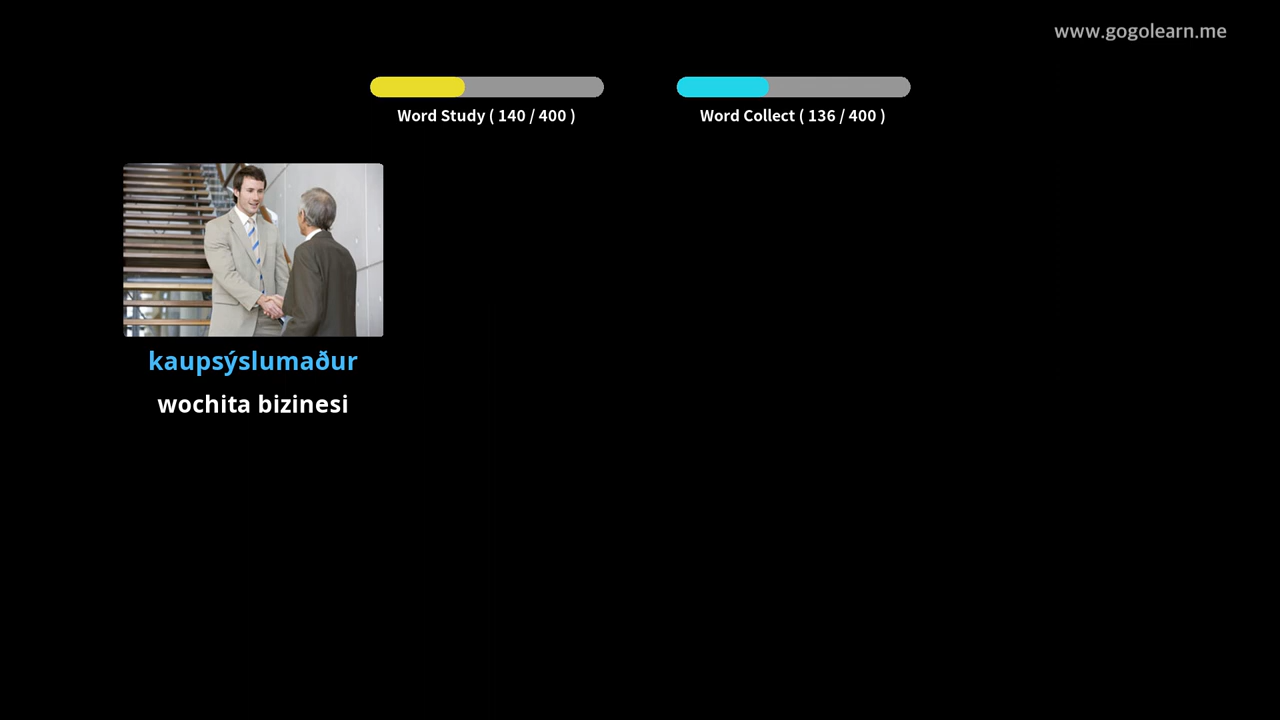 www.gogolearn.me
Word Study ( 140 / 400 )
Word Collect ( 136 / 400 )
kaupsýslumaður
wochita bizinesi